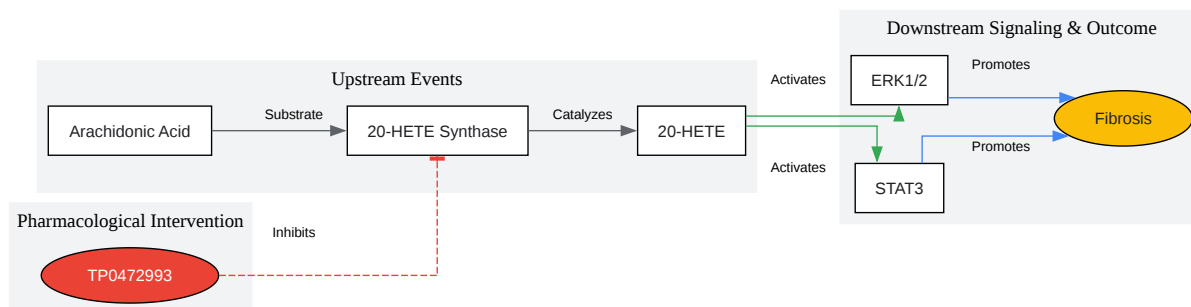 Downstream Signaling & Outcome
Upstream Events
Activates
ERK1/2
Promotes
Arachidonic Acid
Substrate
20-HETE Synthase
Catalyzes
20-HETE
Fibrosis
Activates
Promotes
STAT3
Pharmacological Intervention
Inhibits
TP0472993